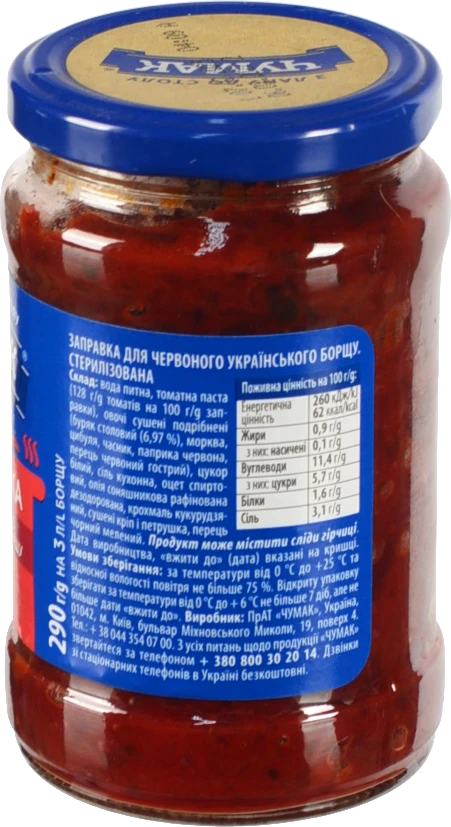 ЧУМАК
З ЛАНУ ДО СТОЛУ
ЗАПРАВКА ДЛЯ ЧЕРВОНОГО УКРАЇНСЬКОГО БОРЩУ.
СТЕРИЛІЗОВАНА
Склад: вода питна, томатна паста
(128 г/g томатів на 100 г/g зап-
равки), овочі сушені подрібнені
(буряк столовий (6,97 %), морква,
цибуля, часник, паприка червона,
перець червоний гострий), цукор
білий, сіль кухонна, оцет спирто-
вий, олія соняшникова рафінована
дезодорована, крохмаль кукурудзя-
ний, сушені кріп і петрушка, перець
чорний мелений. Продукт може містити сліди гірчиці.
Дата виробництва, «вжити до» (дата) вказані на кришці.
Умови зберігання: за температури від 0 °С до +25 °С та
відносної вологості повітря не більше 75 %. Відкриту упаковку
зберігати за температури від 0 °С до + 6 °С не більше 7 діб, але не
більше дати «вжити до». Виробник: ПрАТ «ЧУМАК», Україна,
01042, м. Київ, бульвар Міхновського Миколи, 19, поверх 4.
Тел.: + 38 044 354 07 00. З усіх питань щодо продукції «ЧУМАК»
звертайтеся за телефоном + 380 800 30 20 14. Дзвінки
зі стаціонарних телефонів в Україні безкоштовні.
Поживна цінність на 100 г/g:
Енергетична цінність 260 кДж/kJ
62 ккал/kcal
Жири 0,9 г/g
з них: насичені 0,1 г/g
Вуглеводи 11,4 г/g
з них: цукри 5,7 г/g
Білки 1,6 г/g
Сіль 3,1 г/g
290 г/g НА 3 Л/L БОРЩУ